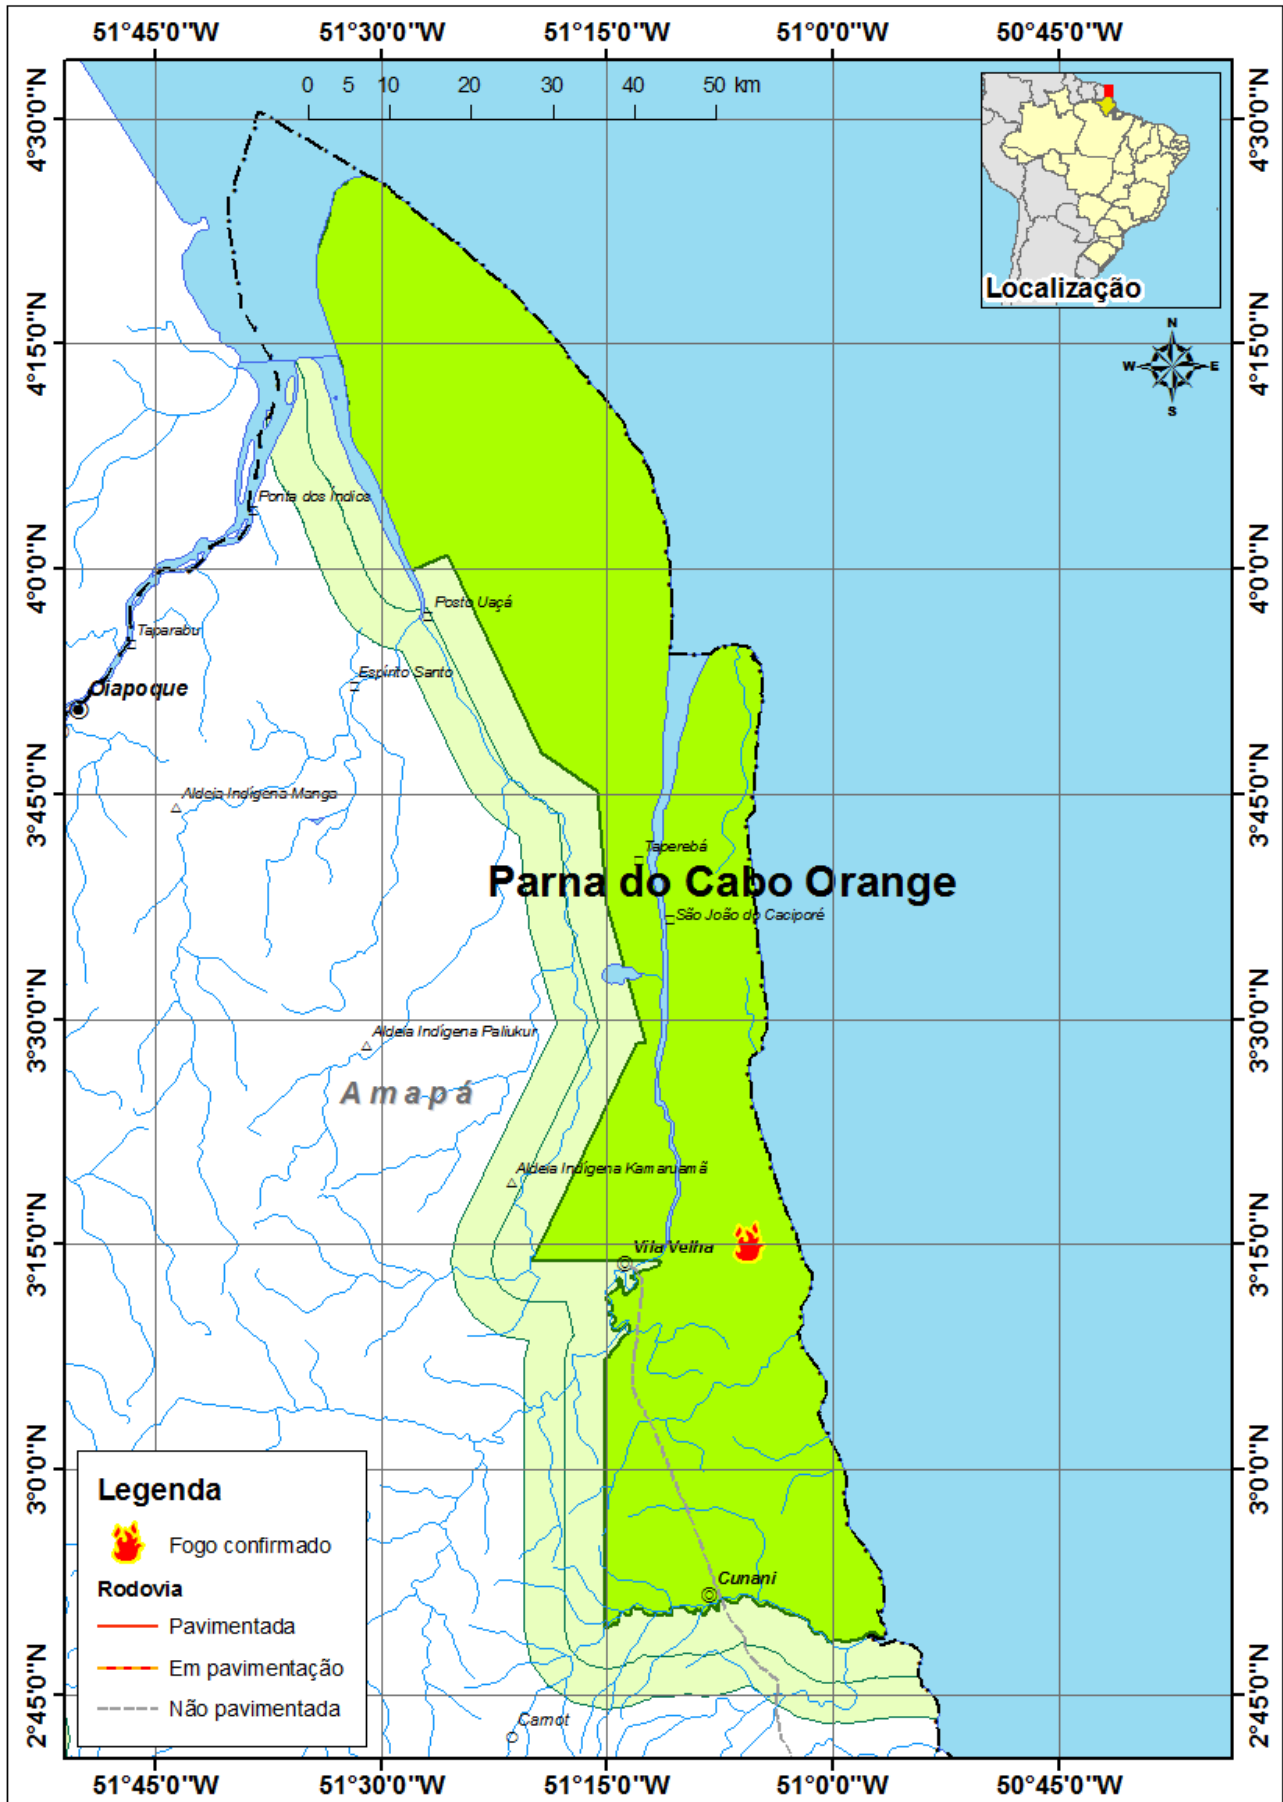 51°45'0"W 51°30'0"W 51°15'0"W 51°0'0"W 50°45'0"W
0 5 10 20 30 40 50 km
4°30'0"N 4°30'0"N
Localização
N
W E
S
4°15'0"N 4°15'0"N
Ponta dos Índios
4°0'0"N 4°0'0"N
Posto Uaçá
Taparabu
Espírito Santo
Oiapoque
3°45'0"N 3°45'0"N
Aldeia Indígena Manga
Taperebá
Parna do Cabo Orange
São João do Caciporé
3°30'0"N 3°30'0"N
Aldeia Indígena Paliukur
Amapá
Aldeia Indígena Kamaruamã
3°15'0"N 3°15'0"N
Vila Velha
3°0'0"N 3°0'0"N
Legenda
Fogo confirmado
Rodovia
Pavimentada
Em pavimentação
Não pavimentada
Cunani
2°45'0"N 2°45'0"N
Carnot
51°45'0"W 51°30'0"W 51°15'0"W 51°0'0"W 50°45'0"W